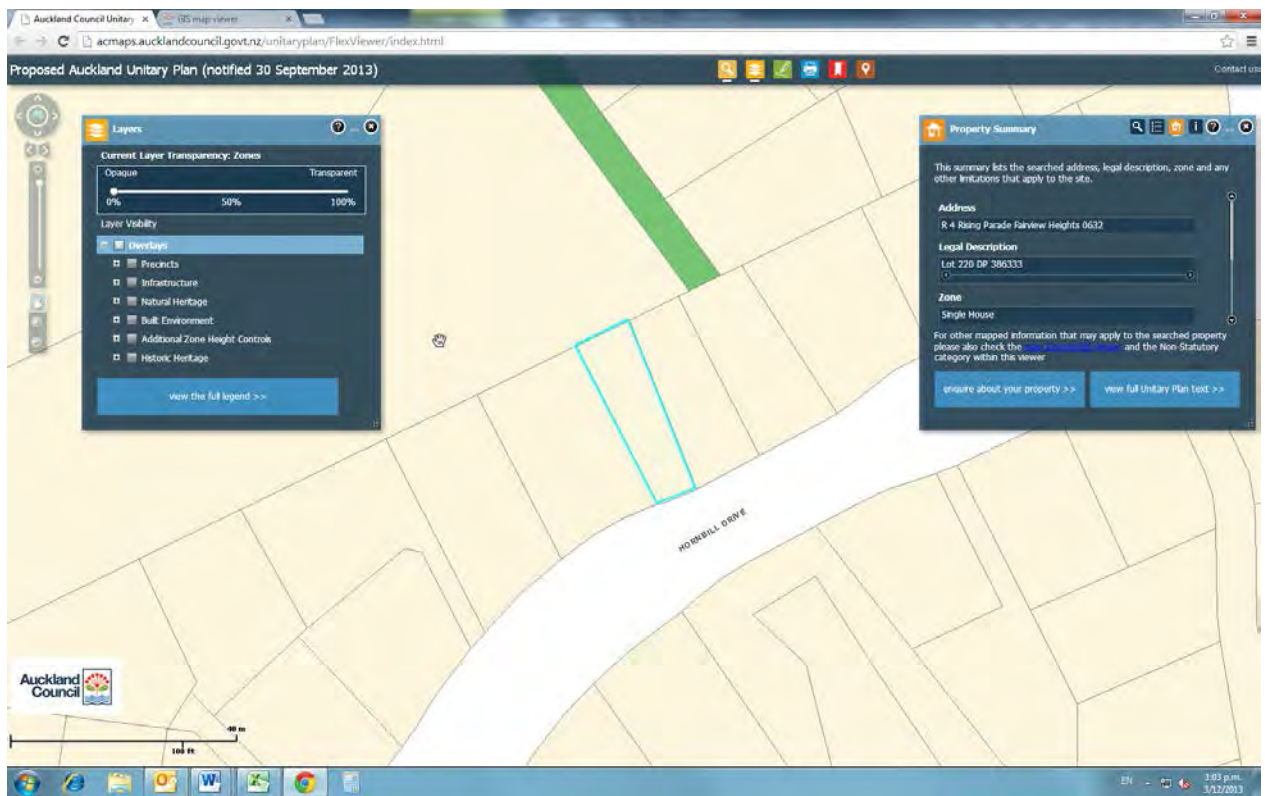 Auckland Council Unitary
GIS map viewer
acmaps.aucklandcouncil.govt.nz/unitaryplan/FlexViewer/index.html
Proposed Auckland Unitary Plan (notified 30 September 2013)
Contact us
Layers
Current Layer Transparency: Zones
Opaque Transparent
0% 50% 100%
Layer Visibility
Overlays
Precincts
Infrastructure
Natural Heritage
Built Environment
Additional Zone Height Controls
Historic Heritage
view the full legend >>
Property Summary
This summary lists the searched address, legal description, zone and any
other limitations that apply to the site.
Address
R 4 Rising Parade Fairview Heights 0632
Legal Description
Lot 220 DP 386333
Zone
Single House
For other mapped information that may apply to the searched property
please also check the and the Non-Statutory
category within this viewer
enquire about your property >>
view full Unitary Plan text >>
HORNBILL DRIVE
Auckland
Council
40 m
100 ft
EN
1:03 p.m.
3/12/2013